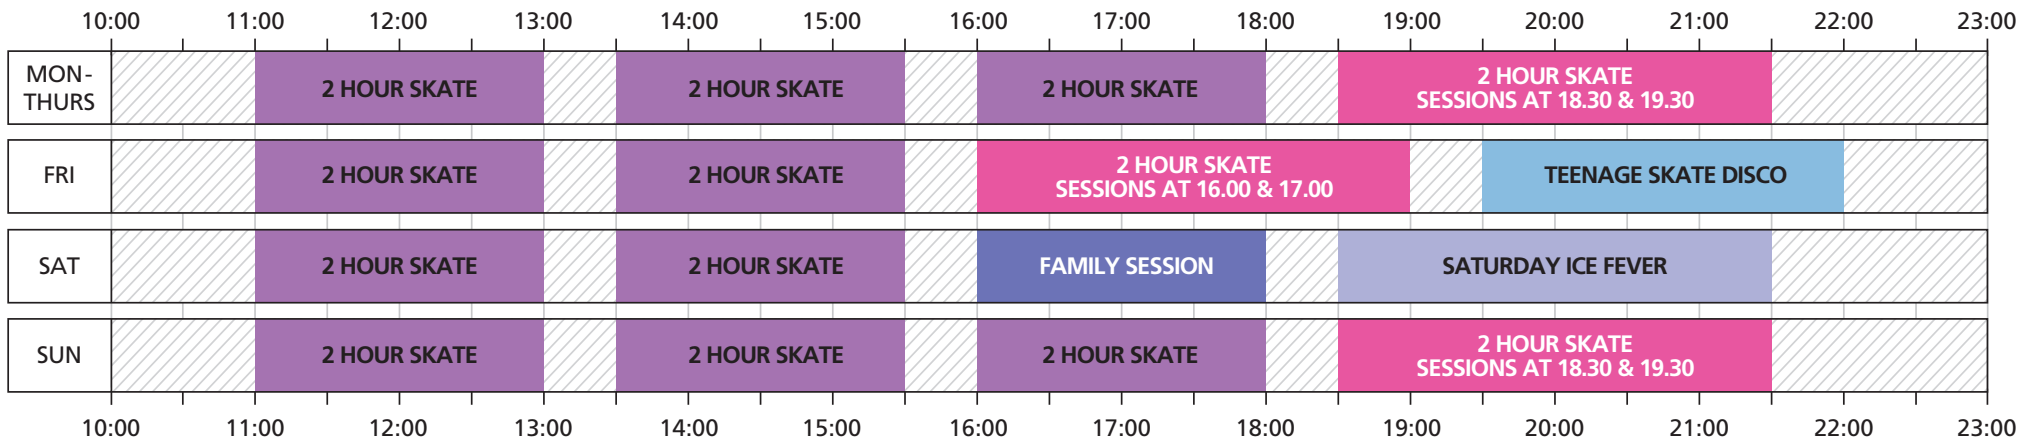 10:00 11:00 12:00 13:00 14:00 15:00 16:00 17:00 18:00 19:00 20:00 21:00 22:00 23:00
MON-
THURS
2 HOUR SKATE
2 HOUR SKATE
2 HOUR SKATE
2 HOUR SKATE
SESSIONS AT 18.30 & 19.30
FRI
2 HOUR SKATE
2 HOUR SKATE
2 HOUR SKATE
SESSIONS AT 16.00 & 17.00
TEENAGE SKATE DISCO
SAT
2 HOUR SKATE
2 HOUR SKATE
FAMILY SESSION
SATURDAY ICE FEVER
SUN
2 HOUR SKATE
2 HOUR SKATE
2 HOUR SKATE
2 HOUR SKATE
SESSIONS AT 18.30 & 19.30
10:00 11:00 12:00 13:00 14:00 15:00 16:00 17:00 18:00 19:00 20:00 21:00 22:00 23:00